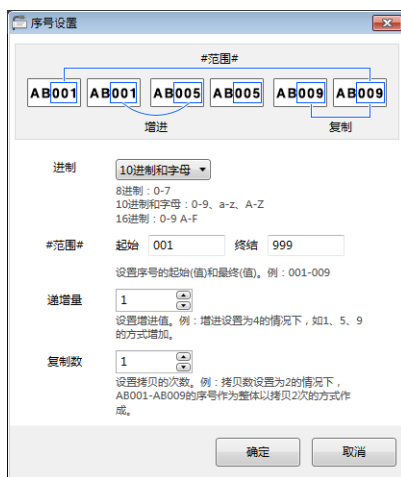 序号设置
#范围#
AB001 AB001 AB005 AB005 AB009 AB009
增进 复制
进制 10进制和字母
8进制：0-7
10进制和字母：0-9、a-z、A-Z
16进制：0-9 A-F
#范围# 起始 001 终结 999
设置序号的起始(值)和最终(值)。例：001-009
递增量 1
设置增进值。例：增进设置为4的情况下，如1、5、9
的方式增加。
复制数 1
设置拷贝的次数。例：拷贝数设置为2的情况下，
AB001-AB009的序号作为整体以拷贝2次的方式作
成。
确定 取消